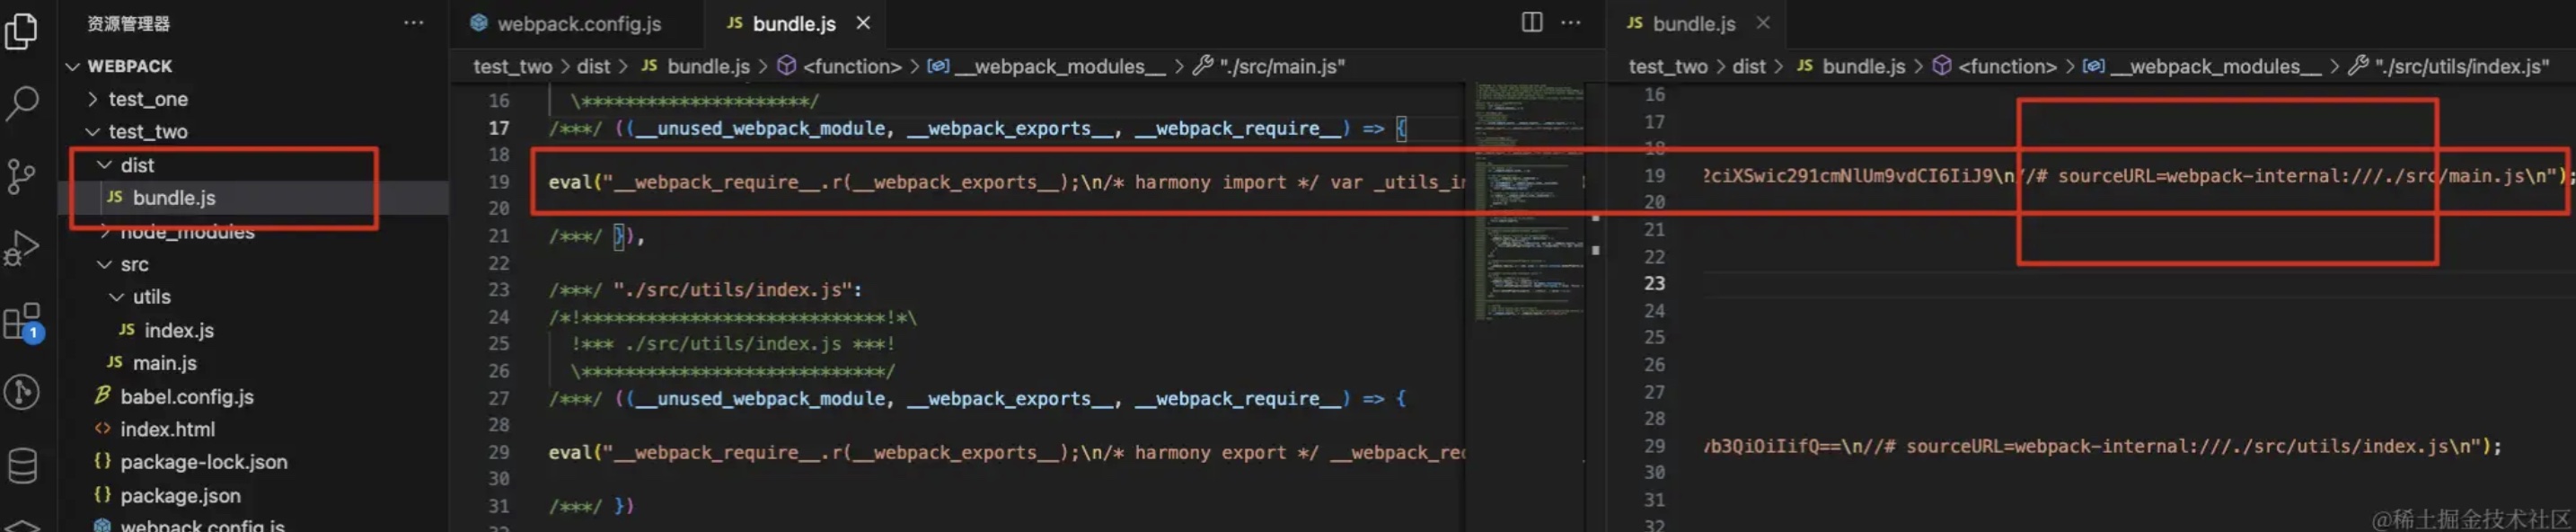 资源管理器
WEBPACK
test_one
test_two
dist
JS bundle.js
node_modules
src
utils
JS index.js
JS main.js
babel.config.js
<> index.html
{} package-lock.json
{} package.json
webpack.config.js
1
webpack.config.js
JS bundle.js
test_two > dist > JS bundle.js > <function> > __webpack_modules__ > "./src/main.js"
16 \**********************/
17 /***/ ((__unused_webpack_module, __webpack_exports__, __webpack_require__) => {
18
19 eval("__webpack_require__.r(__webpack_exports__);\n/* harmony import */ var _utils_in
20
21 /***/ }),
22
23 /***/ "./src/utils/index.js":
24 /*!****************************!*\
25 !*** ./src/utils/index.js ***!
26 \****************************/
27 /***/ ((__unused_webpack_module, __webpack_exports__, __webpack_require__) => {
28
29 eval("__webpack_require__.r(__webpack_exports__);\n/* harmony export */ __webpack_rec
30
31 /***/ })
JS bundle.js
test_two > dist > JS bundle.js > <function> > __webpack_modules__ > "./src/utils/index.js"
16
17
18
19 2ciXSwic291cmNlUm9vdCI6IiJ9\n//# sourceURL=webpack-internal:///./src/main.js\n");
20
21
22
23
24
25
26
27
28
29 /b3QiOiIifQ==\n//# sourceURL=webpack-internal:///./src/utils/index.js\n");
30
31
32
@稀土掘金技术社区